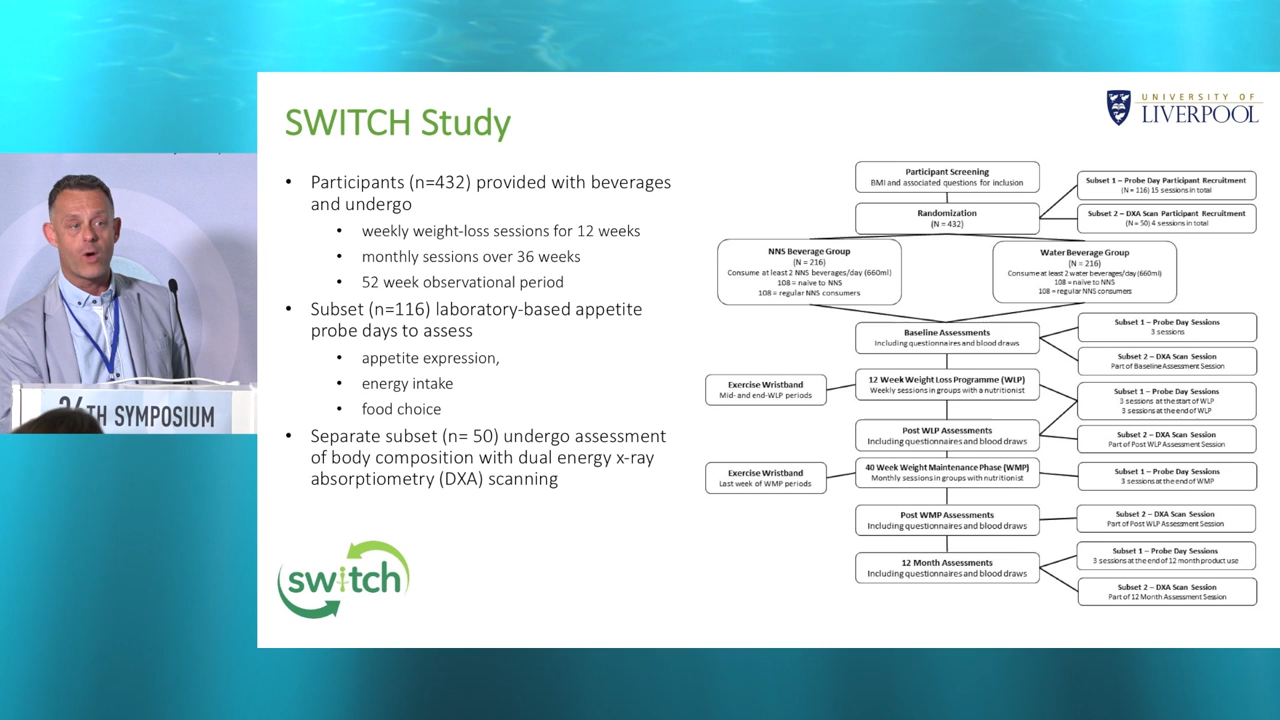 SWITCH Study
UNIVERSITY OF
LIVERPOOL
• Participants (n=432) provided with beverages
and undergo
• weekly weight-loss sessions for 12 weeks
• monthly sessions over 36 weeks
• 52 week observational period
• Subset (n=116) laboratory-based appetite
probe days to assess
• appetite expression,
• energy intake
• food choice
• Separate subset (n= 50) undergo assessment
of body composition with dual energy x-ray
absorptiometry (DXA) scanning
switch
TH SYMPOSIUM
Participant Screening
BMI and associated questions for inclusion
Randomization
(N = 432)
Subset 1 – Probe Day Participant Recruitment
(N = 116) 15 sessions in total
Subset 2 – DXA Scan Participant Recruitment
(N = 50) 4 sessions in total
NNS Beverage Group
(N = 216)
Consume at least 2 NNS beverages/day (660ml)
108 = naive to NNS
108 = regular NNS consumers
Water Beverage Group
(N = 216)
Consume at least 2 water beverages/day (660ml)
108 = naive to NNS
108 = regular NNS consumers
Baseline Assessments
Including questionnaires and blood draws
Subset 1 – Probe Day Sessions
3 sessions
Subset 2 – DXA Scan Session
Part of Baseline Assessment Session
Exercise Wristband
Mid- and end-WLP periods
12 Week Weight Loss Programme (WLP)
Weekly sessions in groups with a nutritionist
Subset 1 – Probe Day Sessions
3 sessions at the start of WLP
3 sessions at the end of WLP
Post WLP Assessments
Including questionnaires and blood draws
Subset 2 – DXA Scan Session
Part of Post WLP Assessment Session
Exercise Wristband
Last week of WMP periods
40 Week Weight Maintenance Phase (WMP)
Monthly sessions in groups with nutritionist
Subset 1 – Probe Day Sessions
3 sessions at the end of WMP
Post WMP Assessments
Including questionnaires and blood draws
Subset 2 – DXA Scan Session
Part of Post WLP Assessment Session
12 Month Assessments
Including questionnaires and blood draws
Subset 1 – Probe Day Sessions
3 sessions at the end of 12 month product use
Subset 2 – DXA Scan Session
Part of 12 Month Assessment Session